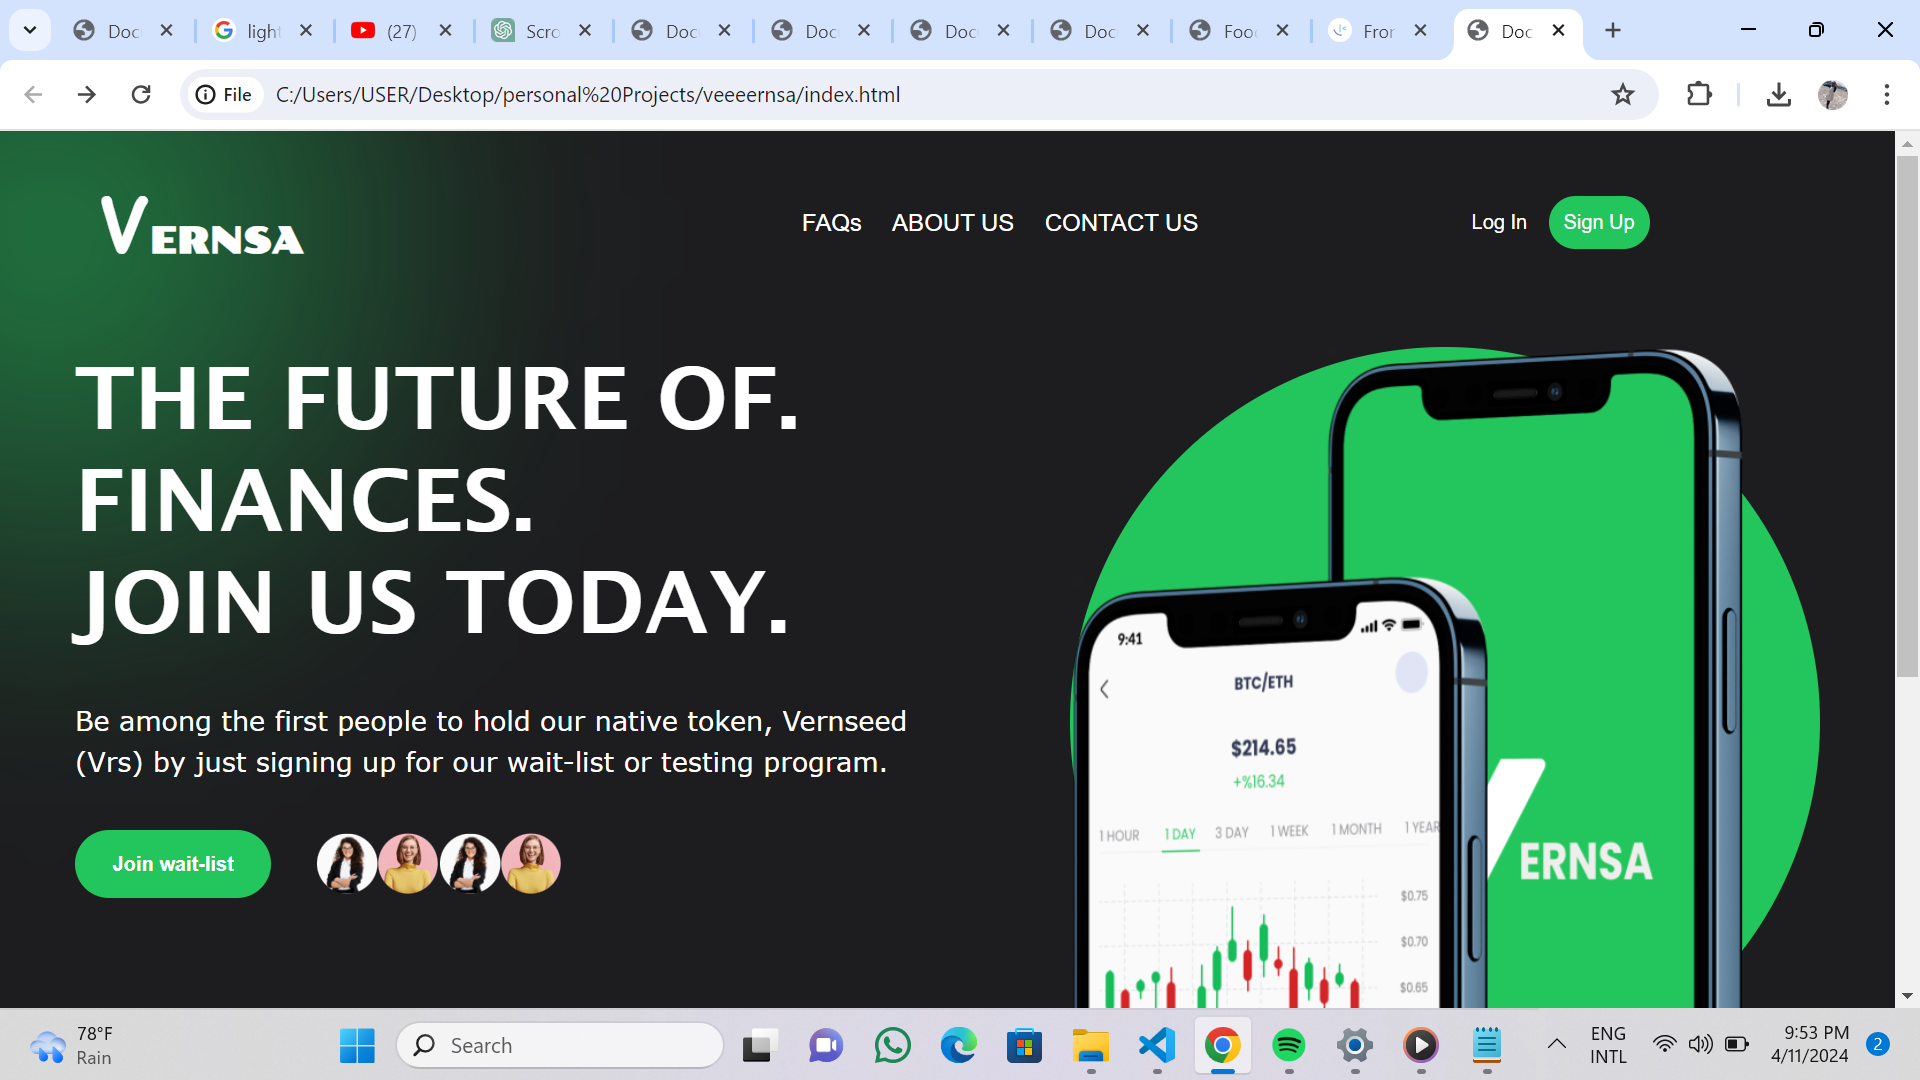 Doc
light
(27)
Scro
Doc
Doc
Doc
Doc
Food
Fror
Doc
File
C:/Users/USER/Desktop/personal%20Projects/veeeernsa/index.html
VERNSA
FAQs
ABOUT US
CONTACT US
Log In
Sign Up
THE FUTURE OF.
FINANCES.
JOIN US TODAY.
Be among the first people to hold our native token, Vernseed
(Vrs) by just signing up for our wait-list or testing program.
Join wait-list
9:41
BTC/ETH
$214.65
+%16.34
1 HOUR
1 DAY
3 DAY
1 WEEK
1 MONTH
1 YEAR
$0.75
$0.70
$0.65
VERNSA
78°F
Rain
Search
ENG
INTL
9:53 PM
4/11/2024
2